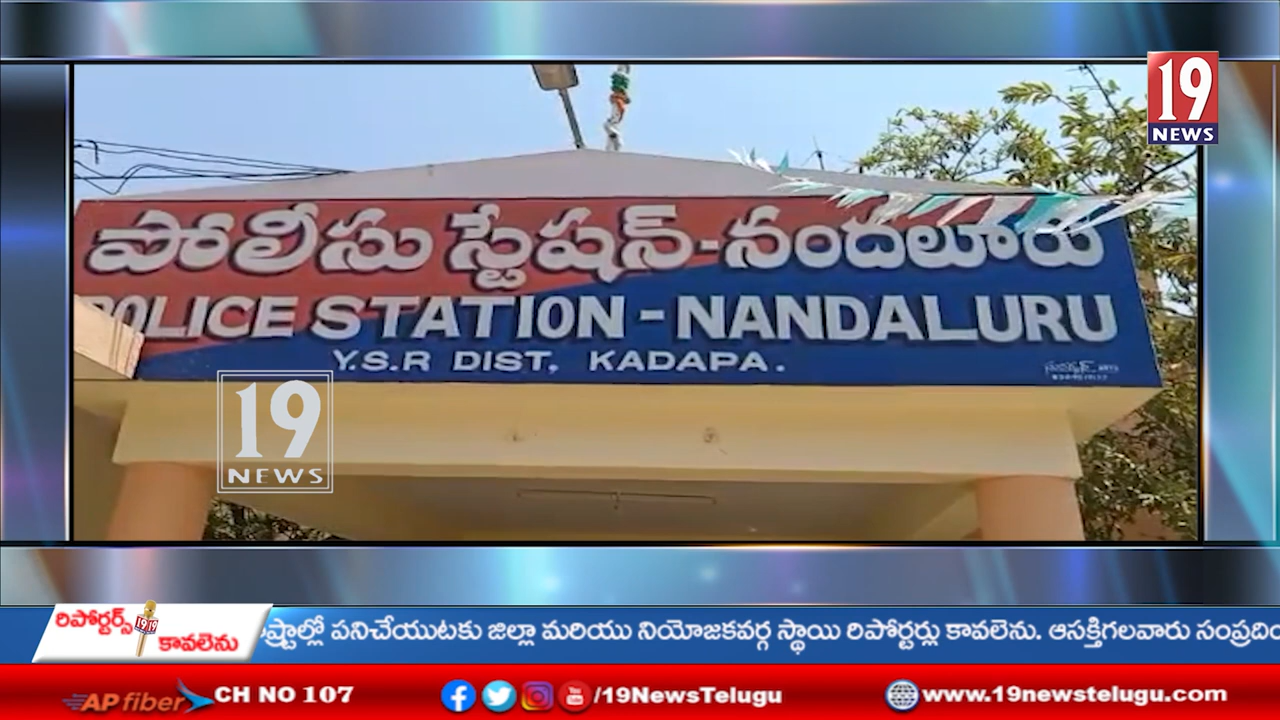 19
NEWS
పోలీసు స్టేషన్-నందలూరు
POLICE STATION - NANDALURU
Y.S.R DIST, KADAPA.
19
NEWS
రిపోర్టర్స్
కావలెను
పనిచేయుటకు జిల్లా మరియు నియోజకవర్గ స్థాయి రిపోర్టర్లు కావలెను. ఆసక్తిగలవారు
AP fiber CH NO 107 /19NewsTelugu www.19newstelugu.com